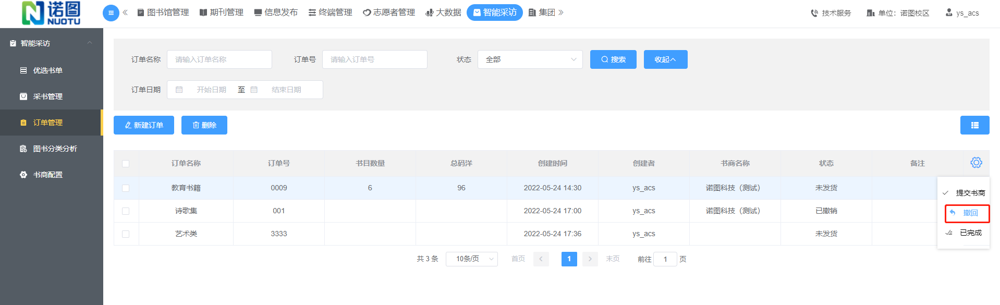 诺图
NUOTU
图书馆管理 期刊管理 信息发布 终端管理 志愿者管理 大数据 智能采访 集团
技术服务 单位：诺图校区 ys_acs
智能采访
优选书单
采书管理
订单管理
图书分类分析
书商配置
订单名称 请输入订单名称 订单号 请输入订单号 状态 全部 搜索 收起
订单日期 开始日期 至 结束日期
新建订单 删除
订单名称 订单号 书目数量 总码洋 创建时间 创建者 书商名称 状态 备注
教育书籍 0009 6 96 2022-05-24 14:30 ys_acs 诺图科技（测试） 未发货
诗歌集 001 2022-05-24 17:00 ys_acs 诺图科技（测试） 已撤销
艺术类 3333 2022-05-24 17:36 ys_acs 未发货
提交书商
撤回
已完成
共 3 条 10条/页 首页 1 末页 前往 1 页